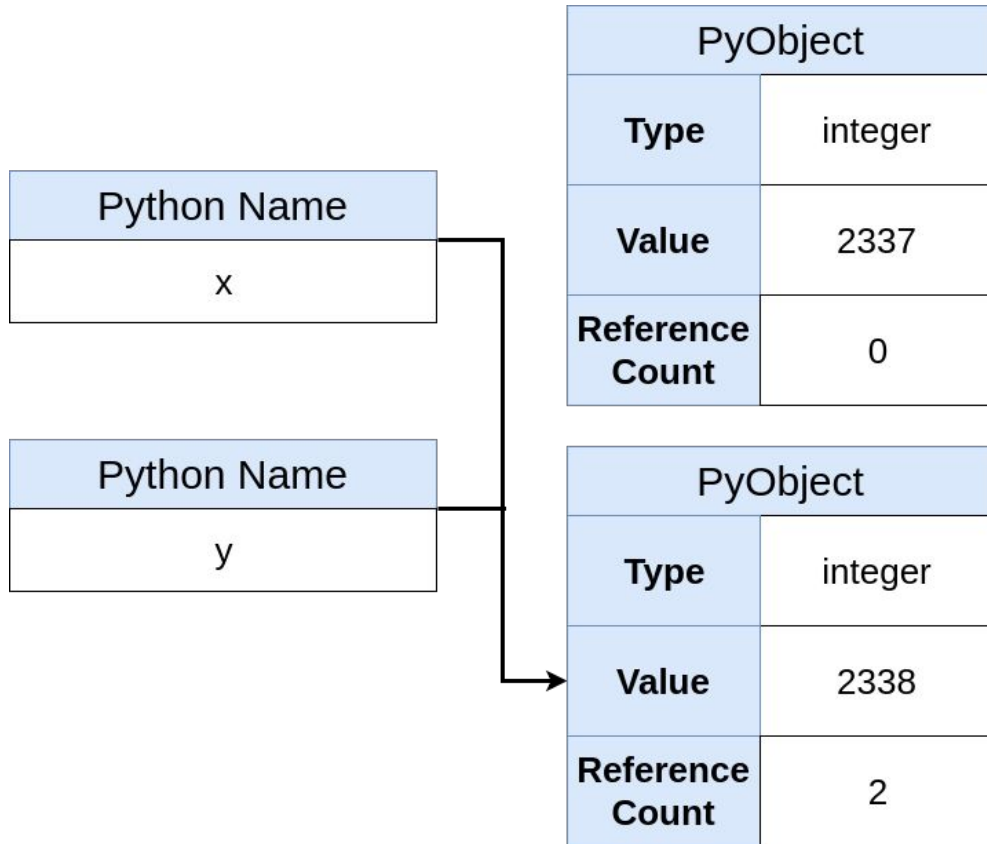 Python Name
x
Python Name
y
PyObject
Type integer
Value 2337
Reference
Count 0
PyObject
Type integer
Value 2338
Reference
Count 2